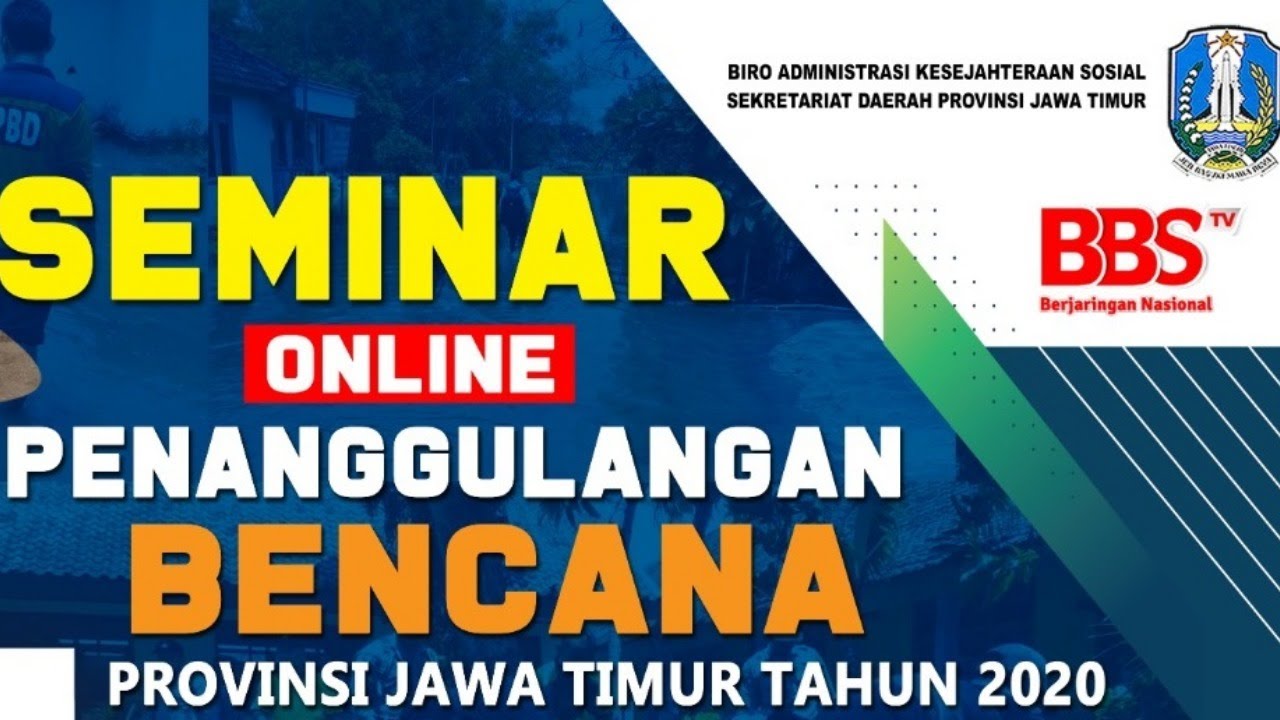 BIRO ADMINISTRASI KESEJAHTERAAN SOSIAL
SEKRETARIAT DAERAH PROVINSI JAWA TIMUR
PBD
SEMINAR
ONLINE
PENANGGULANGAN
BENCANA
PROVINSI JAWA TIMUR TAHUN 2020
BBS TV
Berjaringan Nasional